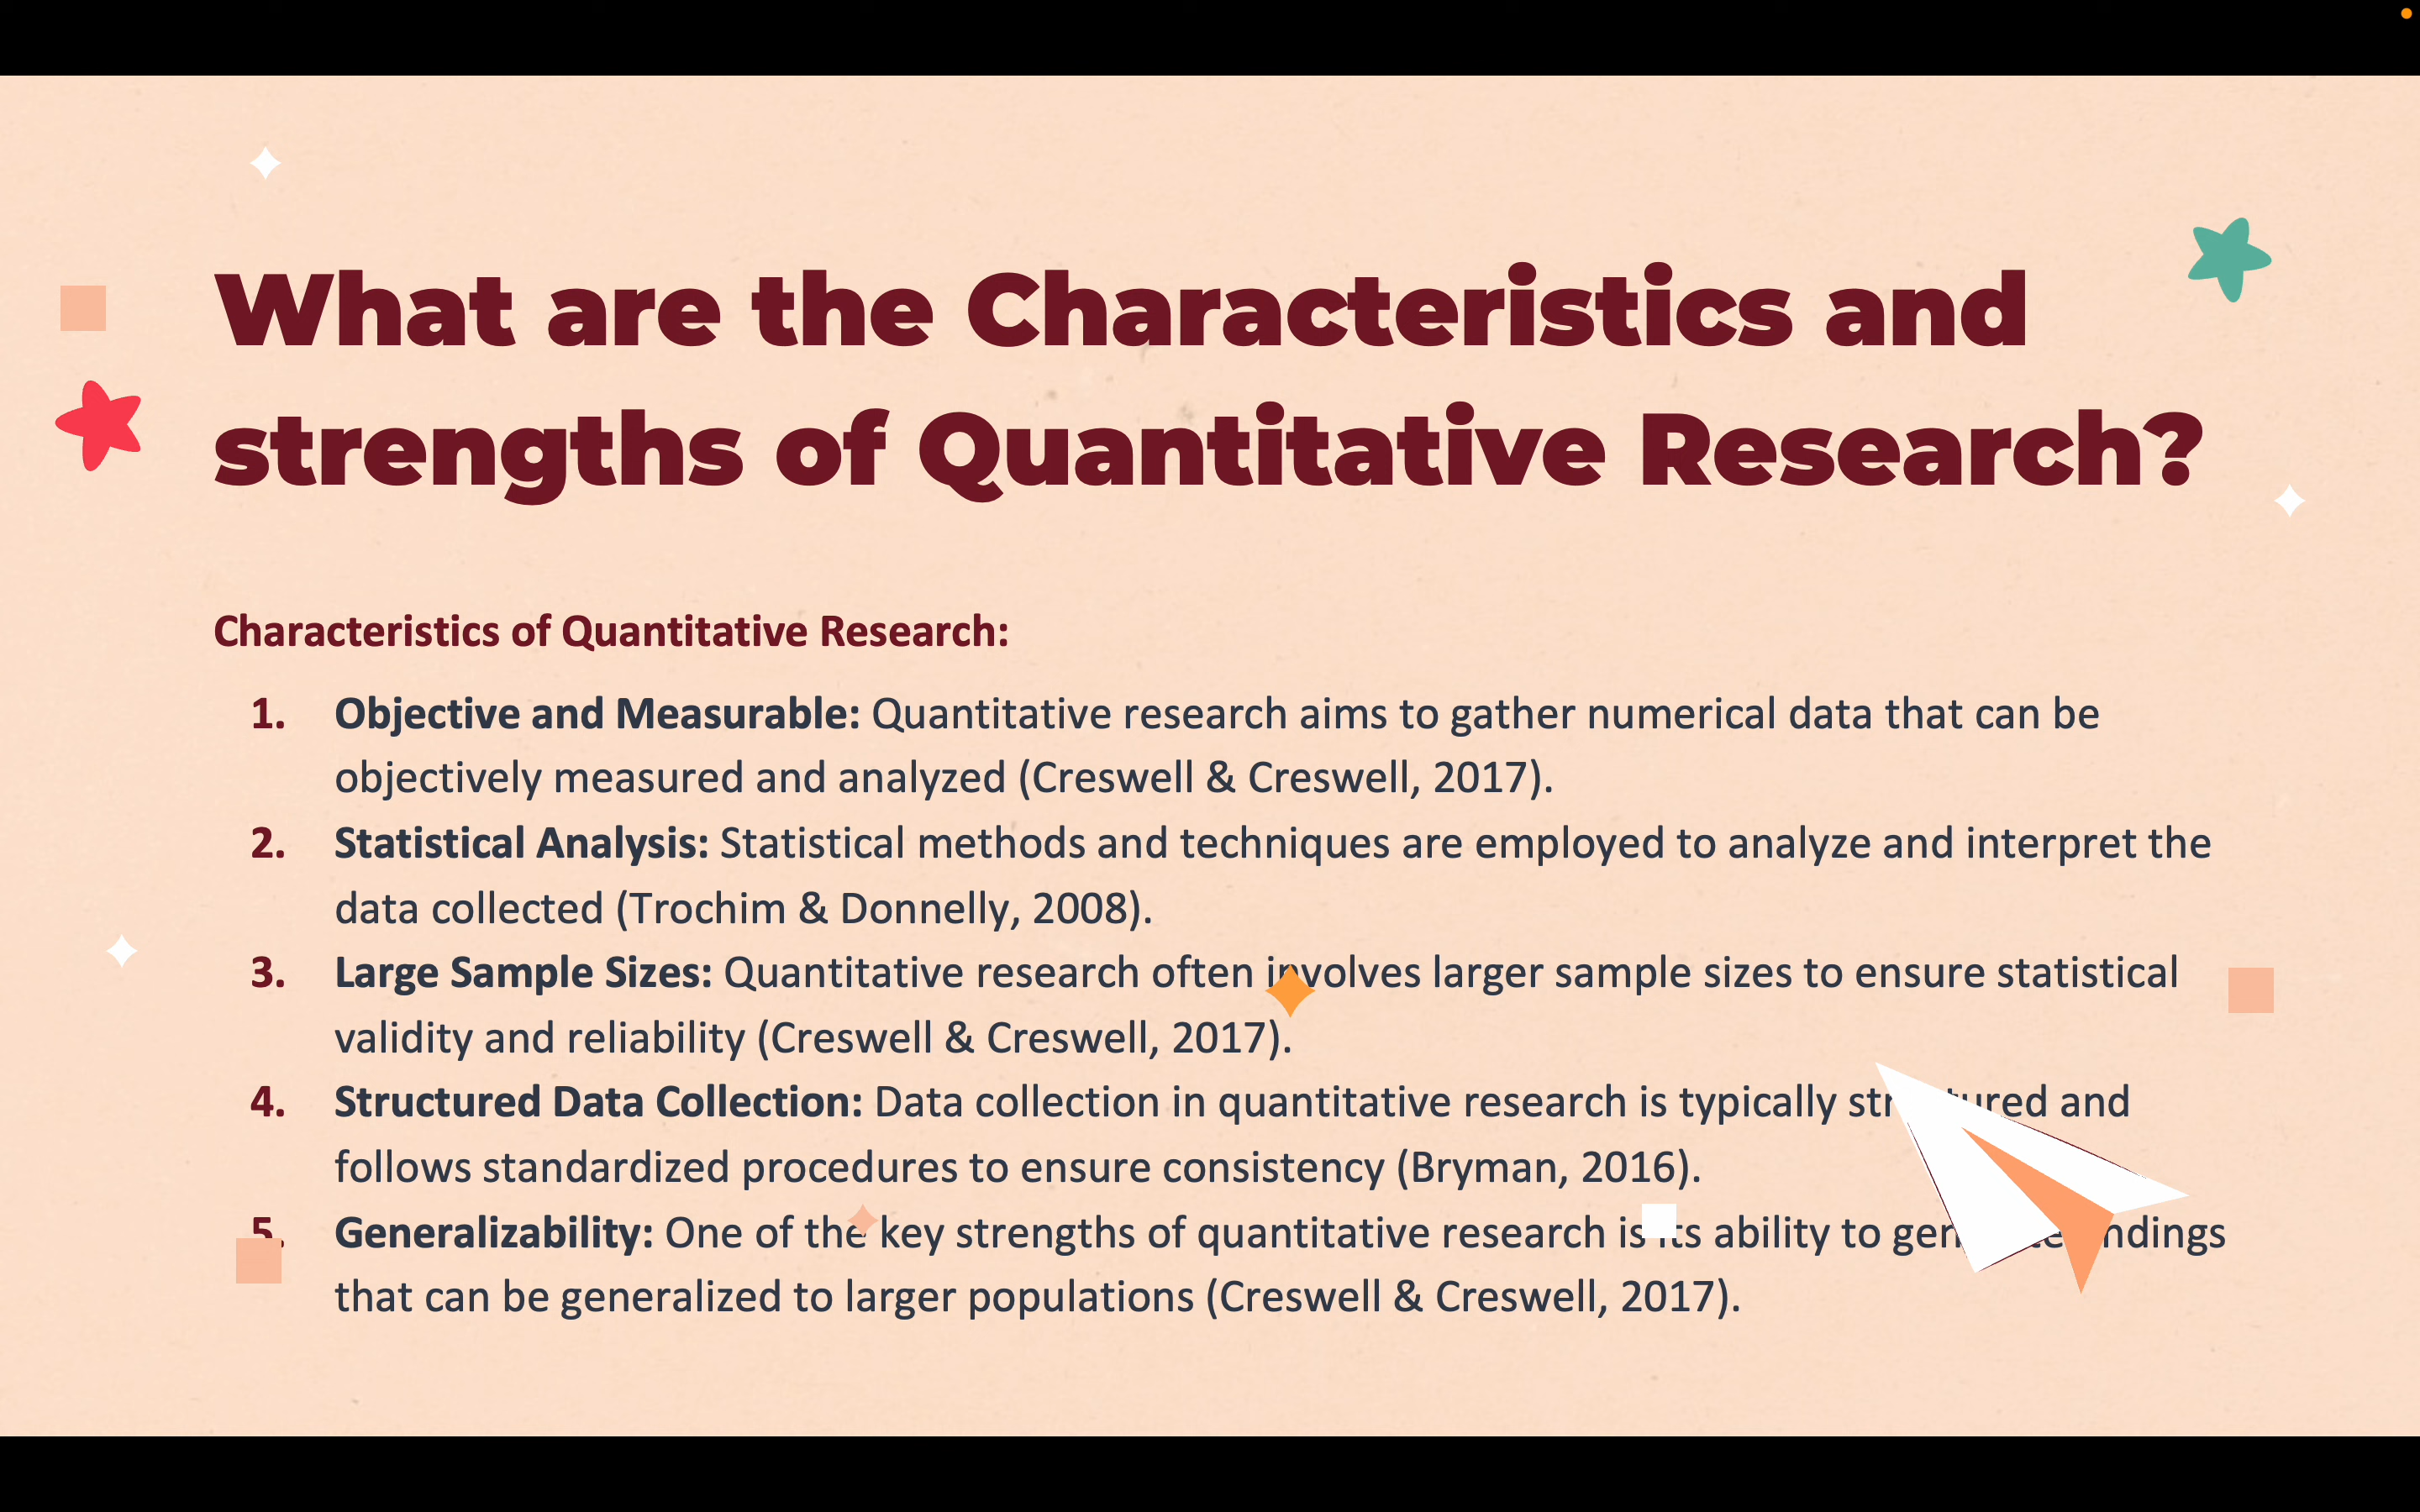 What are the Characteristics and
strengths of Quantitative Research?
Characteristics of Quantitative Research:
1. Objective and Measurable: Quantitative research aims to gather numerical data that can be
objectively measured and analyzed (Creswell & Creswell, 2017).
2. Statistical Analysis: Statistical methods and techniques are employed to analyze and interpret the
data collected (Trochim & Donnelly, 2008).
3. Large Sample Sizes: Quantitative research often involves larger sample sizes to ensure statistical
validity and reliability (Creswell & Creswell, 2017).
4. Structured Data Collection: Data collection in quantitative research is typically structured and
follows standardized procedures to ensure consistency (Bryman, 2016).
5. Generalizability: One of the key strengths of quantitative research is its ability to findings
that can be generalized to larger populations (Creswell & Creswell, 2017).